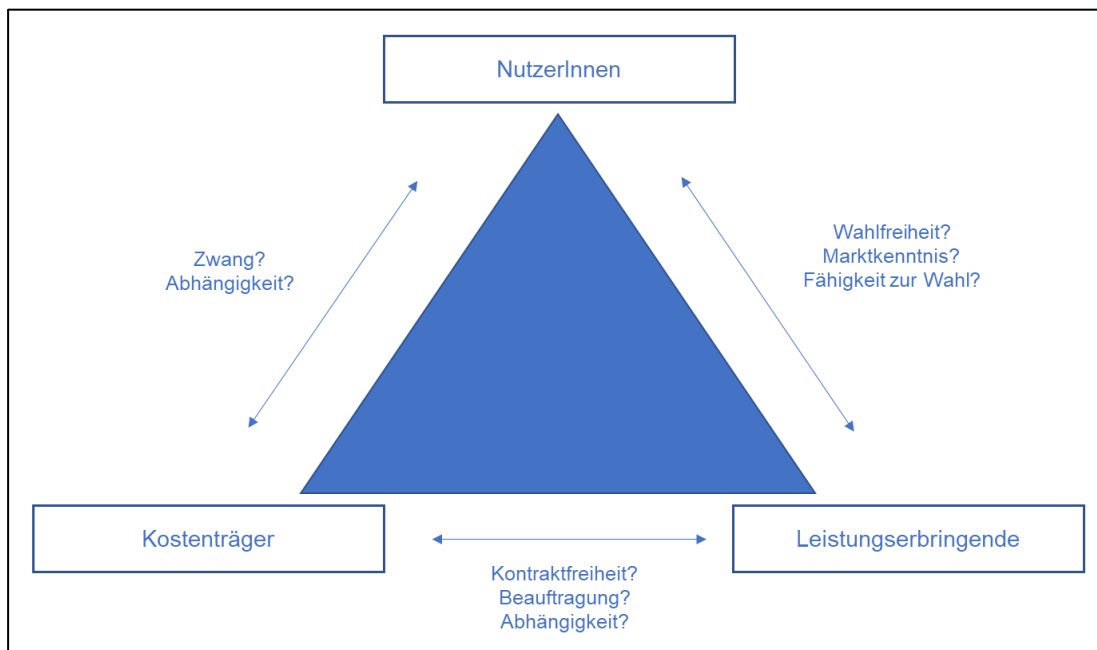 NutzerInnen
Zwang?
Abhängigkeit?
Wahlfreiheit?
Marktkenntnis?
Fähigkeit zur Wahl?
Kostenträger
Leistungserbringende
Kontraktfreiheit?
Beauftragung?
Abhängigkeit?